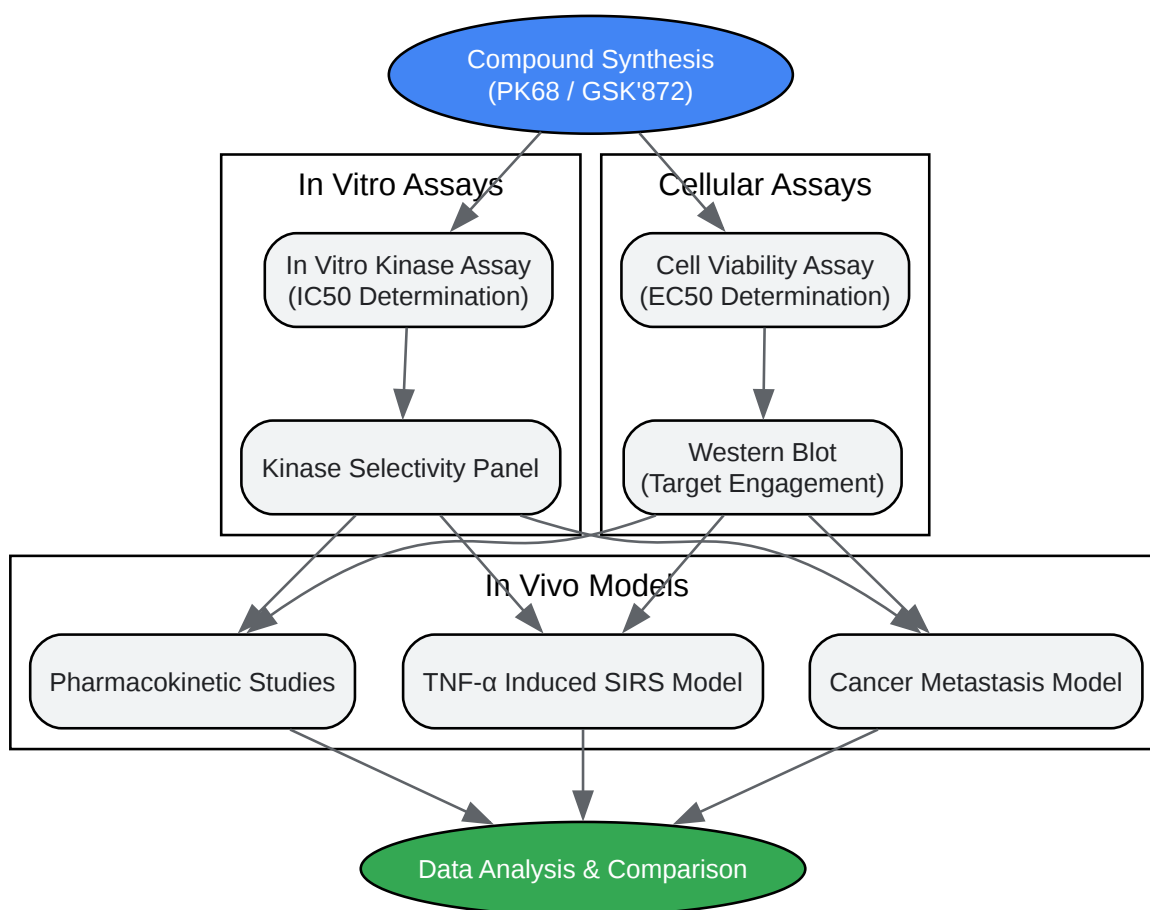 Compound Synthesis
(PK68 / GSK'872)
In Vitro Assays
Cellular Assays
In Vitro Kinase Assay
(IC50 Determination)
Cell Viability Assay
(EC50 Determination)
Kinase Selectivity Panel
Western Blot
(Target Engagement)
In Vivo Models
Pharmacokinetic Studies
TNF-α Induced SIRS Model
Cancer Metastasis Model
Data Analysis & Comparison